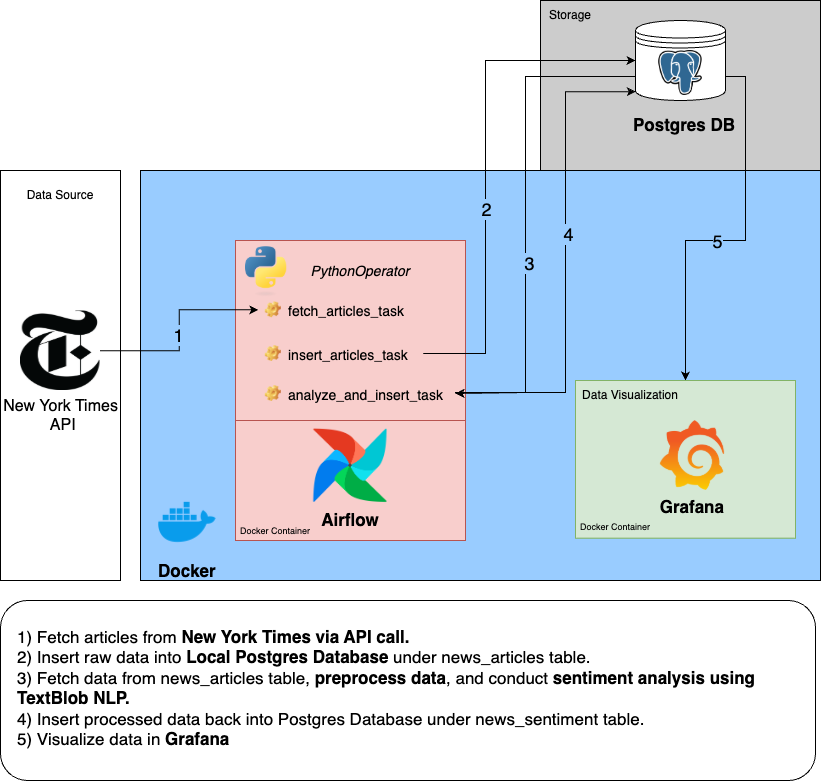 Storage
Postgres DB
Data Source
New York Times
API
1
2
3
4
5
PythonOperator
fetch_articles_task
insert_articles_task
analyze_and_insert_task
Airflow
Docker Container
Docker
Data Visualization
Grafana
Docker Container
1) Fetch articles from New York Times via API call.
2) Insert raw data into Local Postgres Database under news_articles table.
3) Fetch data from news_articles table, preprocess data, and conduct sentiment analysis using
TextBlob NLP.
4) Insert processed data back into Postgres Database under news_sentiment table.
5) Visualize data in Grafana